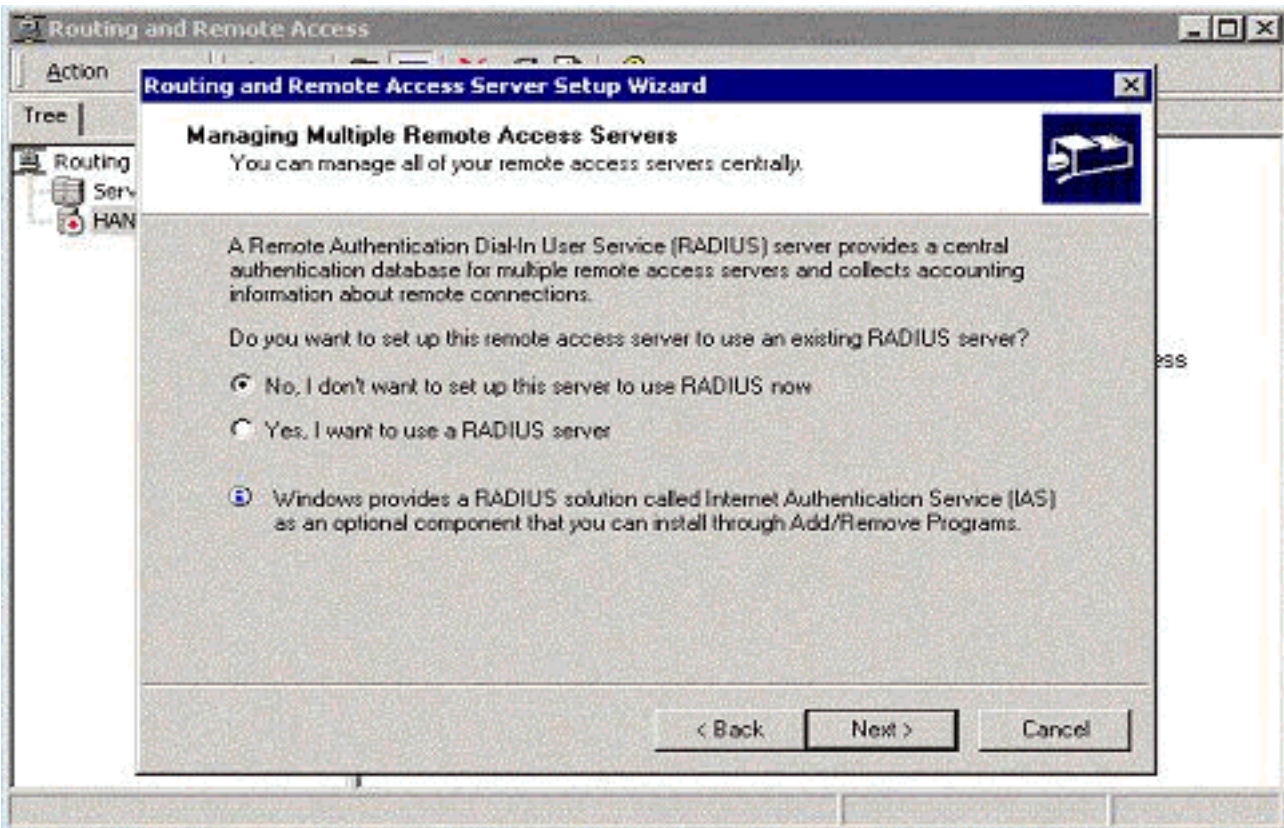 Routing and Remote Access
Action
Tree
Routing
Serv
HAN
ess
Routing and Remote Access Server Setup Wizard
Managing Multiple Remote Access Servers
You can manage all of your remote access servers centrally.
A Remote Authentication Dial-In User Service (RADIUS) server provides a central
authentication database for multiple remote access servers and collects accounting
information about remote connections.
Do you want to set up this remote access server to use an existing RADIUS server?
No, I don't want to set up this server to use RADIUS now
Yes, I want to use a RADIUS server
Windows provides a RADIUS solution called Internet Authentication Service (IAS)
as an optional component that you can install through Add/Remove Programs.
< Back Next > Cancel